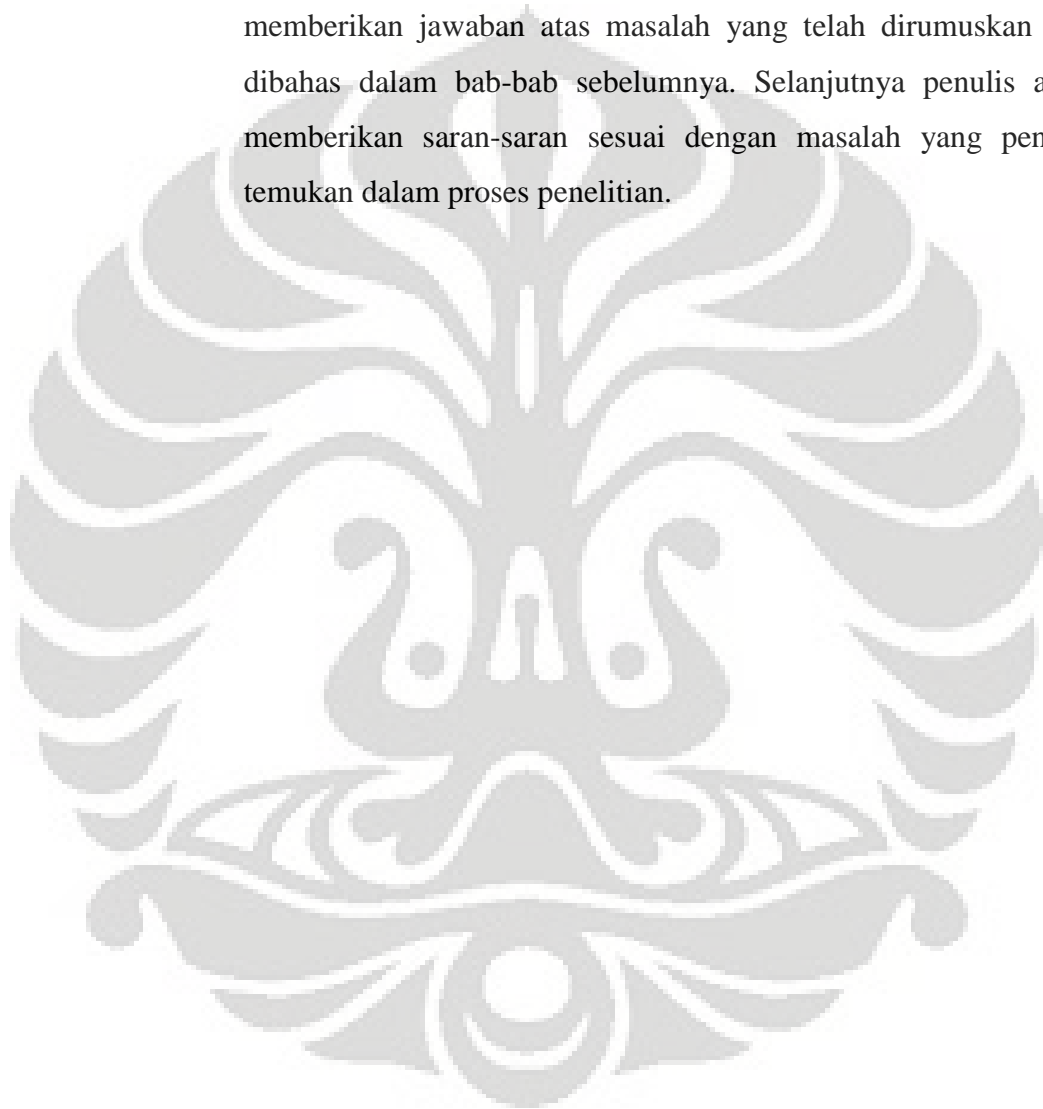 memberikan jawaban atas masalah yang telah dirumuskan
dibahas dalam bab-bab sebelumnya. Selanjutnya penulis
memberikan saran-saran sesuai dengan masalah yang
temukan dalam proses penelitian.